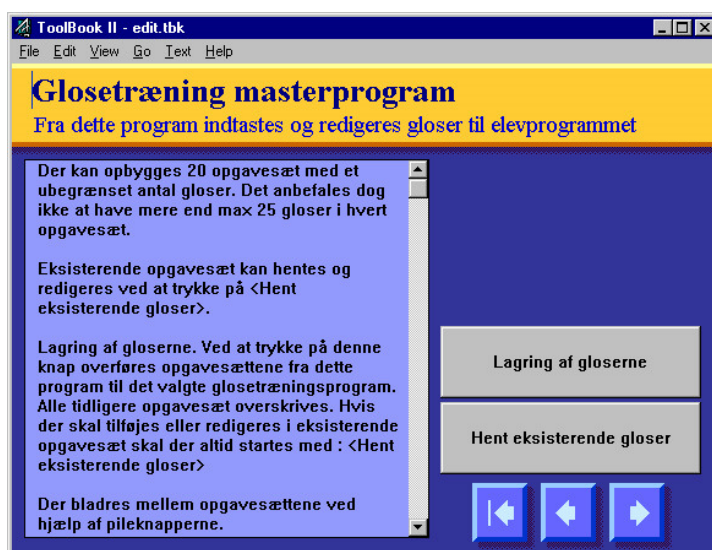 ToolBook II - edit.tbk
File Edit View Go Text Help
Glosetræning masterprogram
Fra dette program indtastes og redigeres gloser til elevprogrammet
Der kan opbygges 20 opgavesæt med et
ubegrænset antal gloser. Det anbefales dog
ikke at have mere end max 25 gloser i hvert
opgavesæt.
Eksisterende opgavesæt kan hentes og
redigeres ved at trykke på <Hent
eksisterende gloser>.
Lagring af gloserne. Ved at trykke på denne
knap overføres opgavesættene fra dette
program til det valgte glosetræningsprogram.
Alle tidligere opgavesæt overskrives. Hvis
der skal tilføjes eller redigeres i eksisterende
opgavesæt skal der altid startes med : <Hent
eksisterende gloser>
Der bladres mellem opgavesættene ved
hjælp af pileknapperne.
Lagring af gloserne
Hent eksisterende gloser